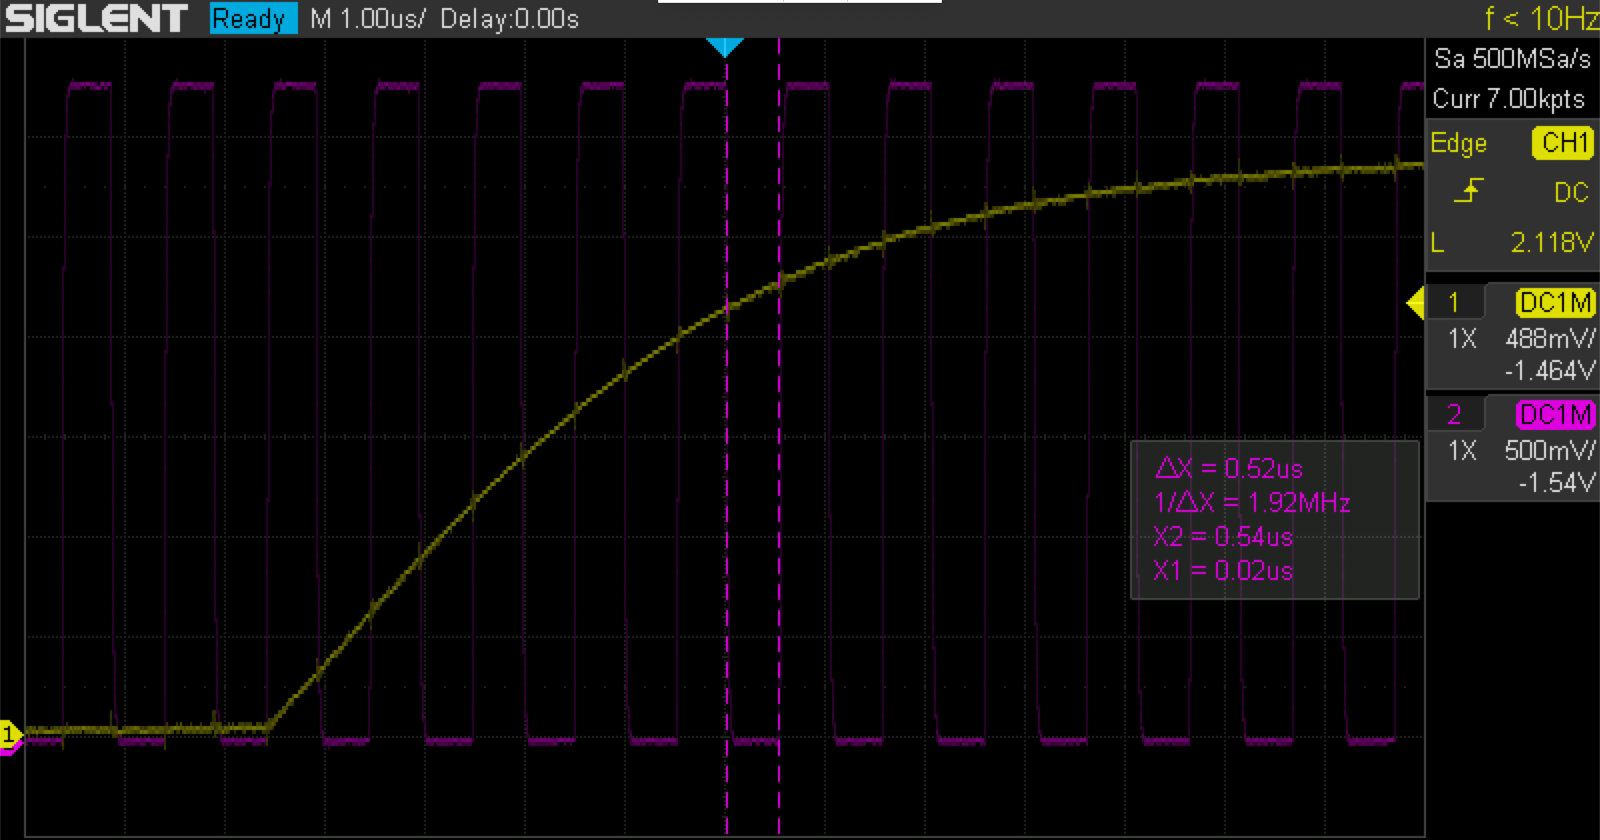 SIGLENT Ready M 1.00us/ Delay:0.00s f < 10Hz
Sa 500MSa/s
Curr 7.00kpts
Edge CH1
DC
L 2.118V
1 DC1M
1X 488mV/
-1.464V
2 DC1M
1X 500mV/
-1.54V
ΔX = 0.52us
1/ΔX = 1.92MHz
X2 = 0.54us
X1 = 0.02us
1